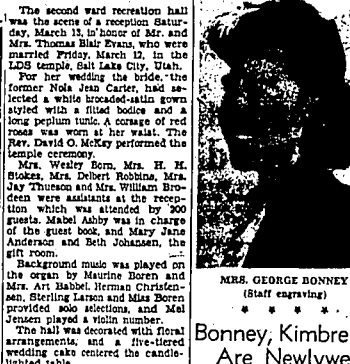 The second ward recreation hall
was the scene of a reception Satur-
day, March 13, in honor of Mr. and
Mrs. Thomas Blair Evans, who were
married Friday, March 12, in the
LDS temple, Salt Lake City, Utah.
For her wedding the bride, the
former Nola Jean Carter, had se-
lected a white brocaded-satin gown
styled with a fitted bodice and a
long peplum tunic. A corsage of red
roses was worn at her waist. The
Rev. David O. McKay performed the
temple ceremony.
Mrs. Wesley Born, Mrs. H. H.
Stokes, Mrs. Delbert Robbins, Mrs.
Jay Thueson and Mrs. William Bro-
deen were assistants at the recep-
tion which was attended by 200
guests. Mabel Ashby was in charge
of the guest book, and Mary Jane
Anderson and Beth Johansen, the
gift room.
Background music was played on
the organ by Maurine Boren and
Mrs. Art Babbel. Herman Christen-
sen, Sterling Larson and Miss Boren
provided solo selections, and Mel
Jensen played a violin number.
The hall was decorated with floral
arrangements, and a five-tiered
wedding cake centered the candle-
lighted table
MRS. GEORGE BONNEY
(Staff engraving)
Bonney, Kimbre
Are Newlywe